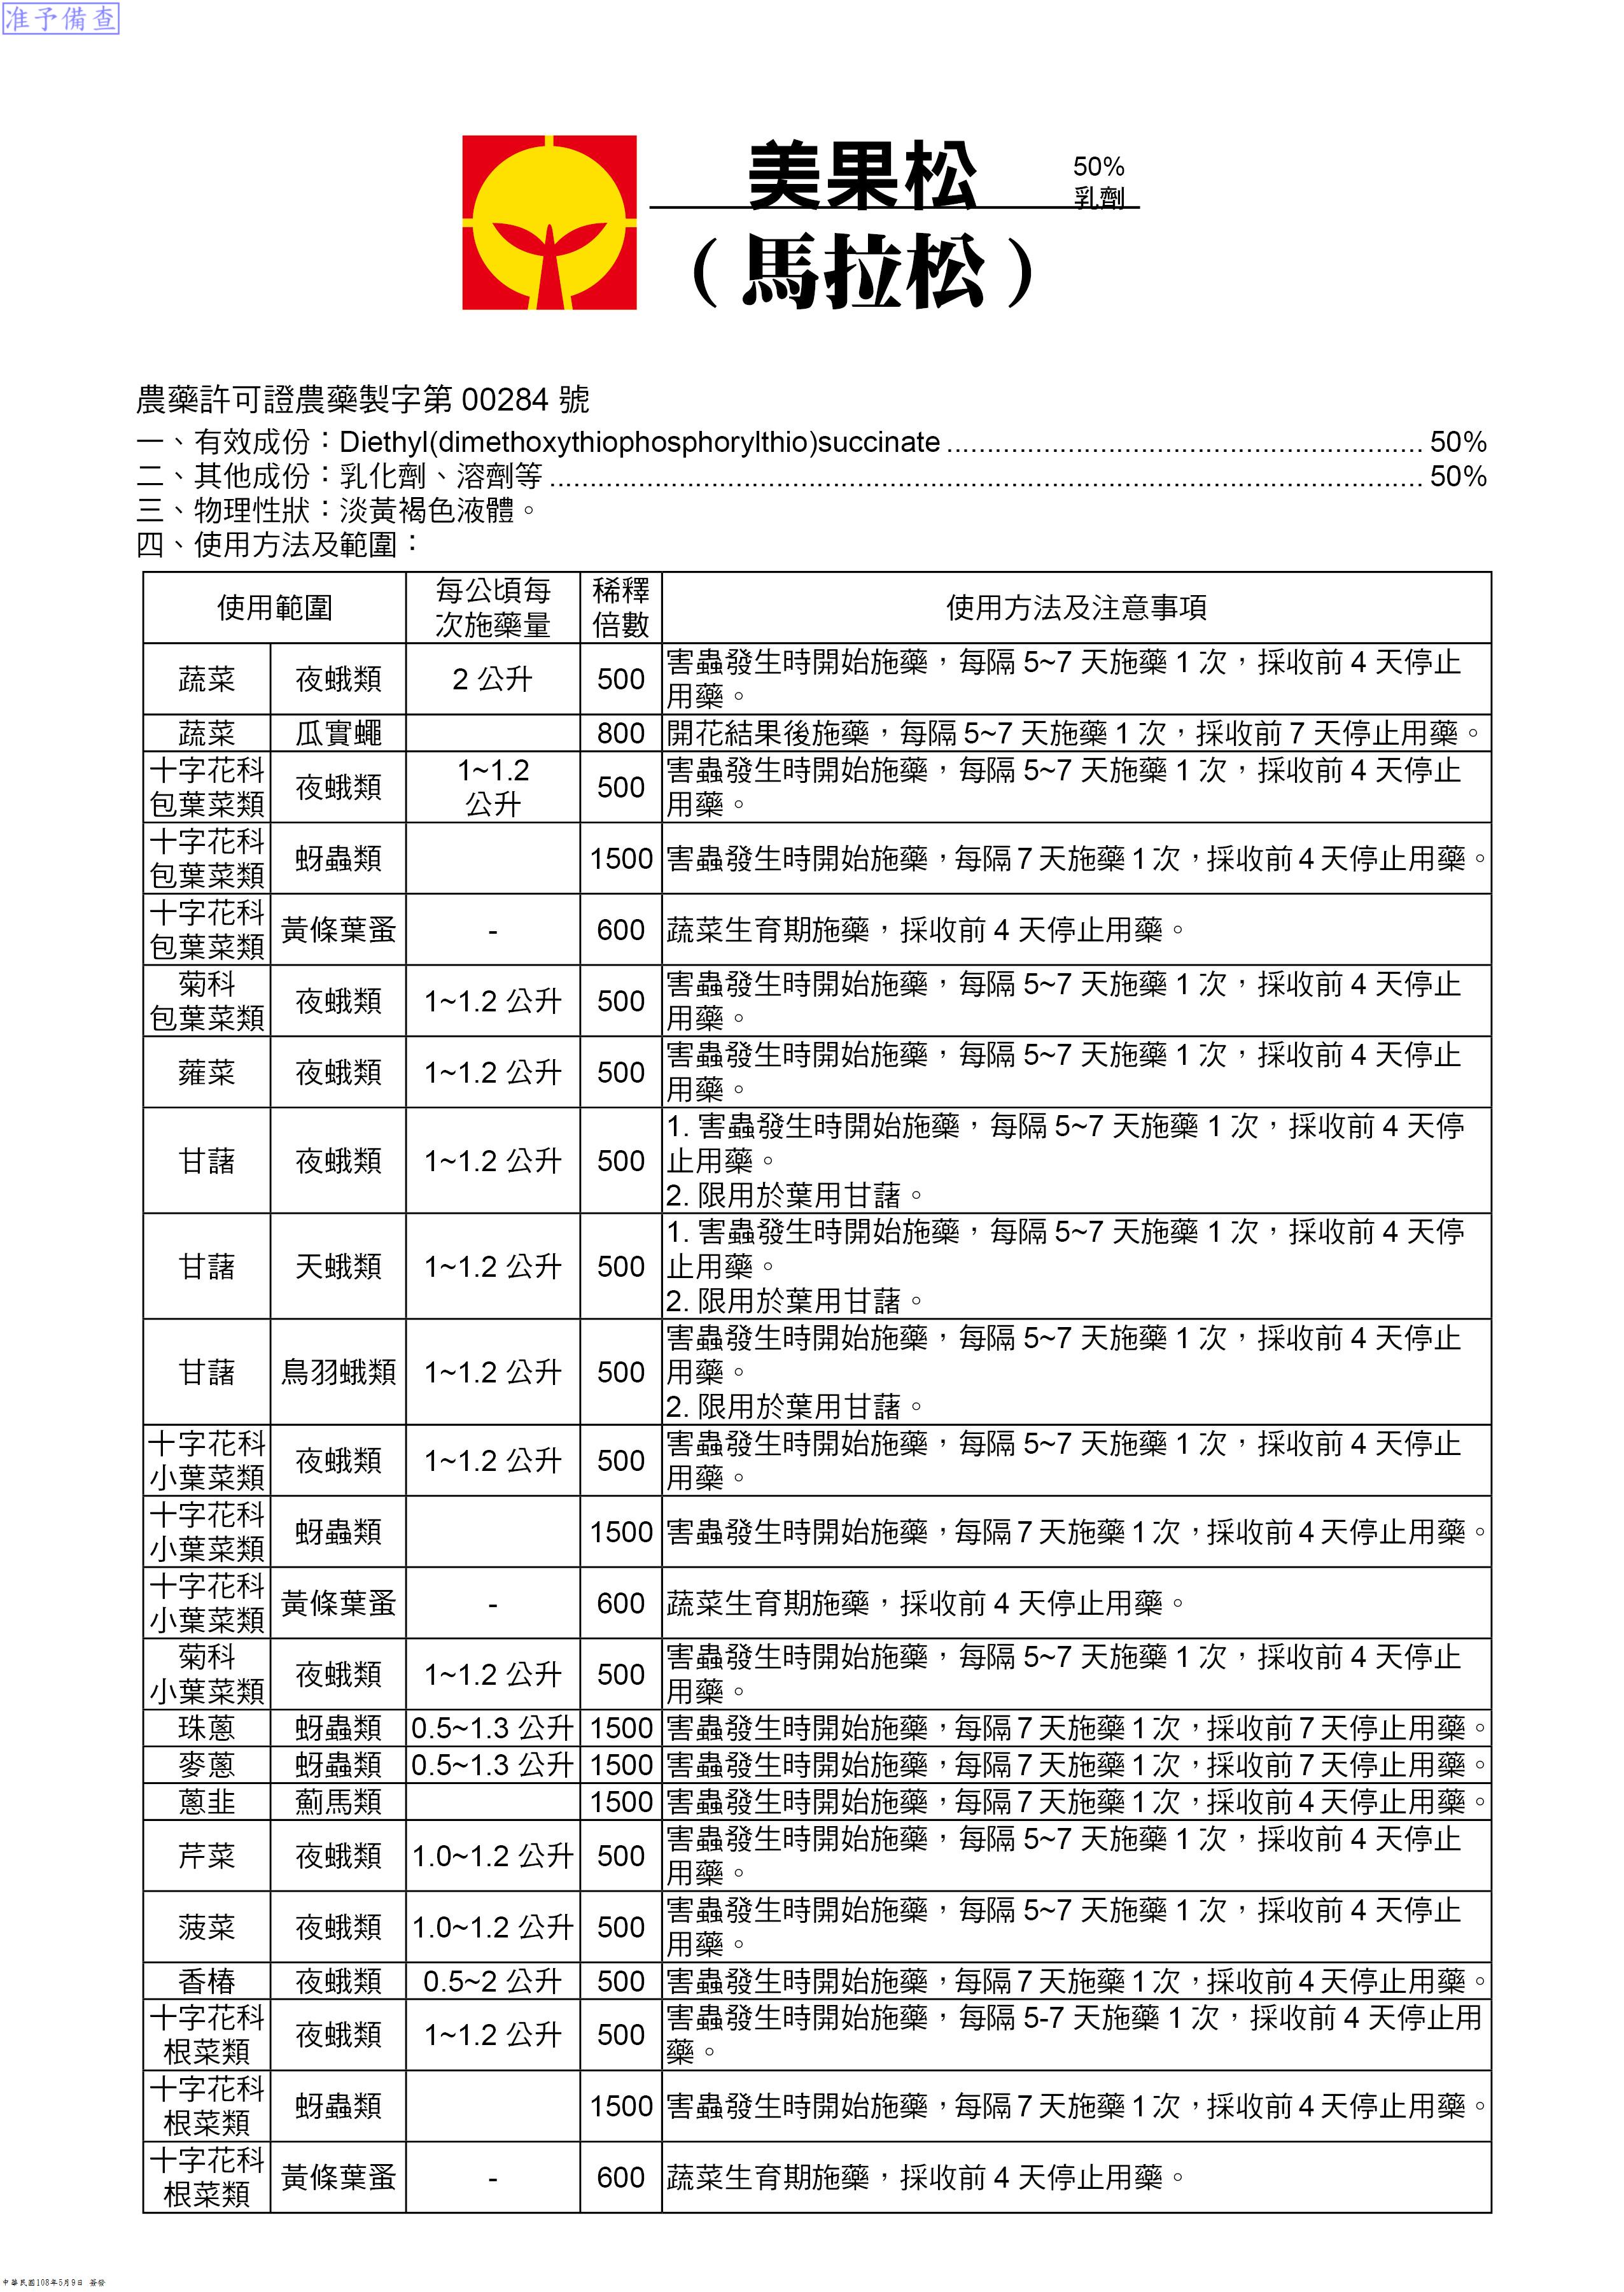 准予備查
美果松
50%
乳劑
（馬拉松）
農藥許可證農藥製字第 00284 號
一、有效成份：Diethyl(dimethoxythiophosphorylthio)succinate ........................................................... 50%
二、其他成份：乳化劑、溶劑等 ............................................................................................................ 50%
三、物理性狀：淡黃褐色液體。
四、使用方法及範圍：
使用範圍 每公頃每 稀釋 使用方法及注意事項
次施藥量 倍數
蔬菜 夜蛾類 2 公升 500 害蟲發生時開始施藥，每隔 5~7 天施藥 1 次，採收前 4 天停止
用藥。
蔬菜 瓜實蠅 800 開花結果後施藥，每隔 5~7 天施藥 1 次，採收前 7 天停止用藥。
十字花科 夜蛾類 1~1.2 500 害蟲發生時開始施藥，每隔 5~7 天施藥 1 次，採收前 4 天停止
包葉菜類 公升 用藥。
十字花科
包葉菜類 蚜蟲類 1500 害蟲發生時開始施藥，每隔 7 天施藥 1 次，採收前 4 天停止用藥。
十字花科
包葉菜類 黃條葉蚤 - 600 蔬菜生育期施藥，採收前 4 天停止用藥。
菊科 夜蛾類 1~1.2 公升 500 害蟲發生時開始施藥，每隔 5~7 天施藥 1 次，採收前 4 天停止
包葉菜類 用藥。
蕹菜 夜蛾類 1~1.2 公升 500 害蟲發生時開始施藥，每隔 5~7 天施藥 1 次，採收前 4 天停止
用藥。
甘藷 夜蛾類 1~1.2 公升 500 1. 害蟲發生時開始施藥，每隔 5~7 天施藥 1 次，採收前 4 天停
止用藥。
2. 限用於葉用甘藷。
甘藷 天蛾類 1~1.2 公升 500 1. 害蟲發生時開始施藥，每隔 5~7 天施藥 1 次，採收前 4 天停
止用藥。
2. 限用於葉用甘藷。
甘藷 鳥羽蛾類 1~1.2 公升 500 害蟲發生時開始施藥，每隔 5~7 天施藥 1 次，採收前 4 天停止
用藥。
2. 限用於葉用甘藷。
十字花科 夜蛾類 1~1.2 公升 500 害蟲發生時開始施藥，每隔 5~7 天施藥 1 次，採收前 4 天停止
小葉菜類 用藥。
十字花科
小葉菜類 蚜蟲類 1500 害蟲發生時開始施藥，每隔 7 天施藥 1 次，採收前 4 天停止用藥。
十字花科
小葉菜類 黃條葉蚤 - 600 蔬菜生育期施藥，採收前 4 天停止用藥。
菊科 夜蛾類 1~1.2 公升 500 害蟲發生時開始施藥，每隔 5~7 天施藥 1 次，採收前 4 天停止
小葉菜類 用藥。
珠蔥 蚜蟲類 0.5~1.3 公升 1500 害蟲發生時開始施藥，每隔 7 天施藥 1 次，採收前 7 天停止用藥。
麥蔥 蚜蟲類 0.5~1.3 公升 1500 害蟲發生時開始施藥，每隔 7 天施藥 1 次，採收前 7 天停止用藥。
蔥韭 薊馬類 1500 害蟲發生時開始施藥，每隔 7 天施藥 1 次，採收前 4 天停止用藥。
芹菜 夜蛾類 1.0~1.2 公升 500 害蟲發生時開始施藥，每隔 5~7 天施藥 1 次，採收前 4 天停止
用藥。
菠菜 夜蛾類 1.0~1.2 公升 500 害蟲發生時開始施藥，每隔 5~7 天施藥 1 次，採收前 4 天停止
用藥。
香椿 夜蛾類 0.5~2 公升 500 害蟲發生時開始施藥，每隔 7 天施藥 1 次，採收前 4 天停止用藥。
十字花科 夜蛾類 1~1.2 公升 500 害蟲發生時開始施藥，每隔 5-7 天施藥 1 次，採收前 4 天停止用
根菜類 藥。
十字花科
根菜類 蚜蟲類 1500 害蟲發生時開始施藥，每隔 7 天施藥 1 次，採收前 4 天停止用藥。
十字花科
根菜類 黃條葉蚤 - 600 蔬菜生育期施藥，採收前 4 天停止用藥。
中華民國108年5月9日 簽發